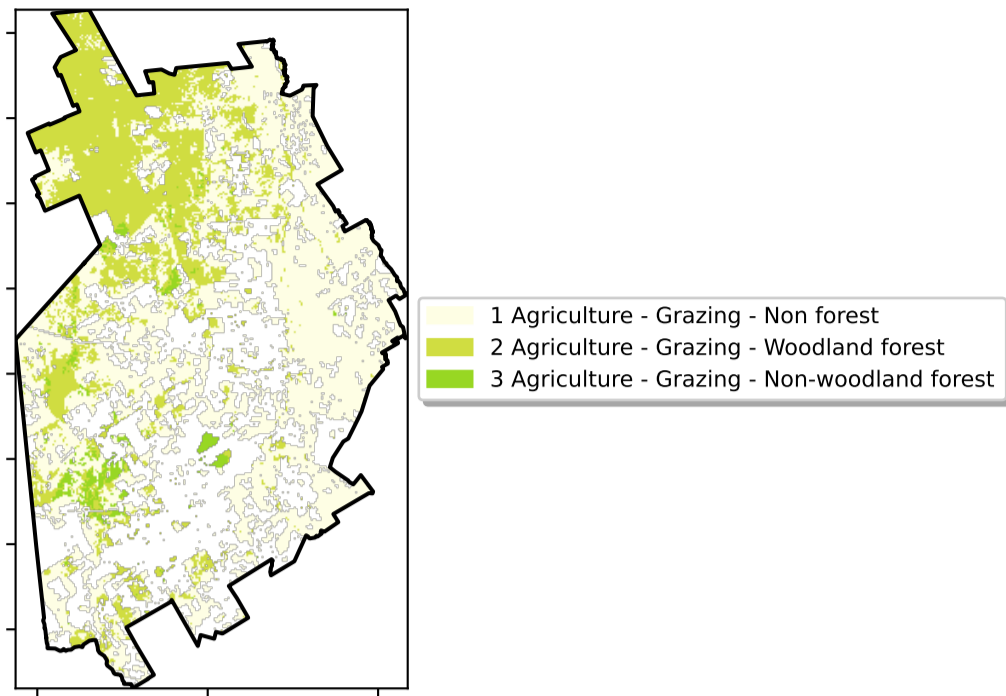 1 Agriculture - Grazing - Non forest
2 Agriculture - Grazing - Woodland forest
3 Agriculture - Grazing - Non-woodland forest